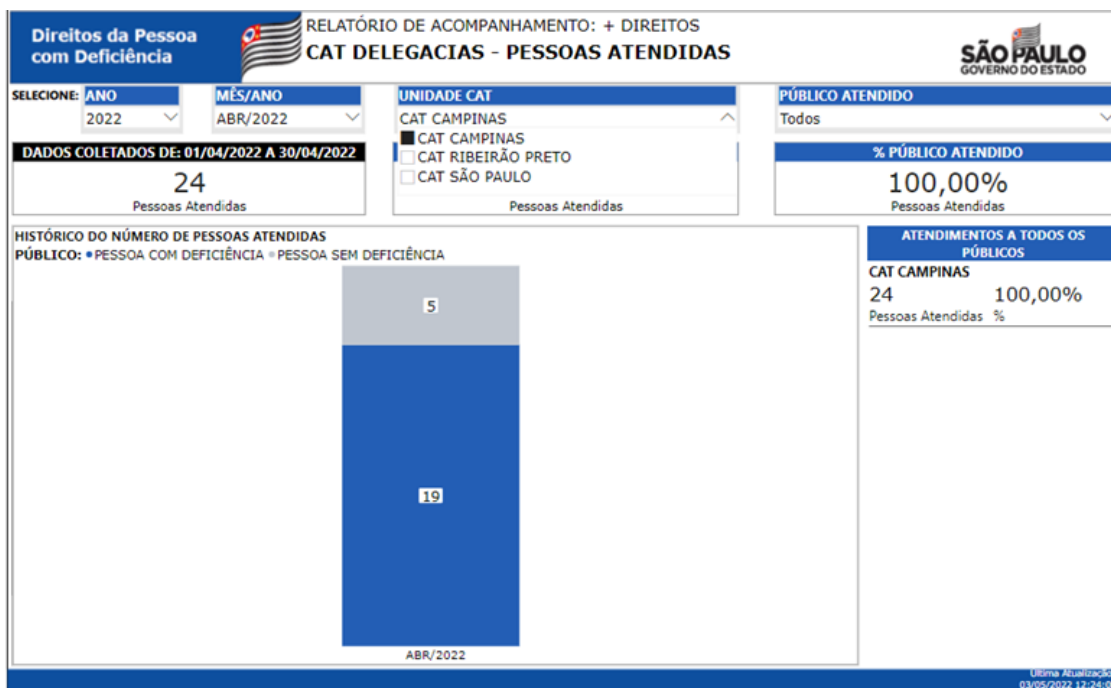 Direitos da Pessoa
com Deficiência
RELATÓRIO DE ACOMPANHAMENTO: + DIREITOS
CAT DELEGACIAS - PESSOAS ATENDIDAS
SÃO PAULO
GOVERNO DO ESTADO
SELECIONE:
ANO
2022
MÊS/ANO
ABR/2022
UNIDADE CAT
CAT CAMPINAS
CAT CAMPINAS
CAT RIBEIRÃO PRETO
CAT SÃO PAULO
Pessoas Atendidas
PÚBLICO ATENDIDO
Todos
DADOS COLETADOS DE: 01/04/2022 A 30/04/2022
24
Pessoas Atendidas
% PÚBLICO ATENDIDO
100,00%
Pessoas Atendidas
HISTÓRICO DO NÚMERO DE PESSOAS ATENDIDAS
PÚBLICO: PESSOA COM DEFICIÊNCIA PESSOA SEM DEFICIÊNCIA
5
19
ABR/2022
ATENDIMENTOS A TODOS OS
PÚBLICOS
CAT CAMPINAS
24 100,00%
Pessoas Atendidas %
Última Atualização
03/05/2022 12:24:0